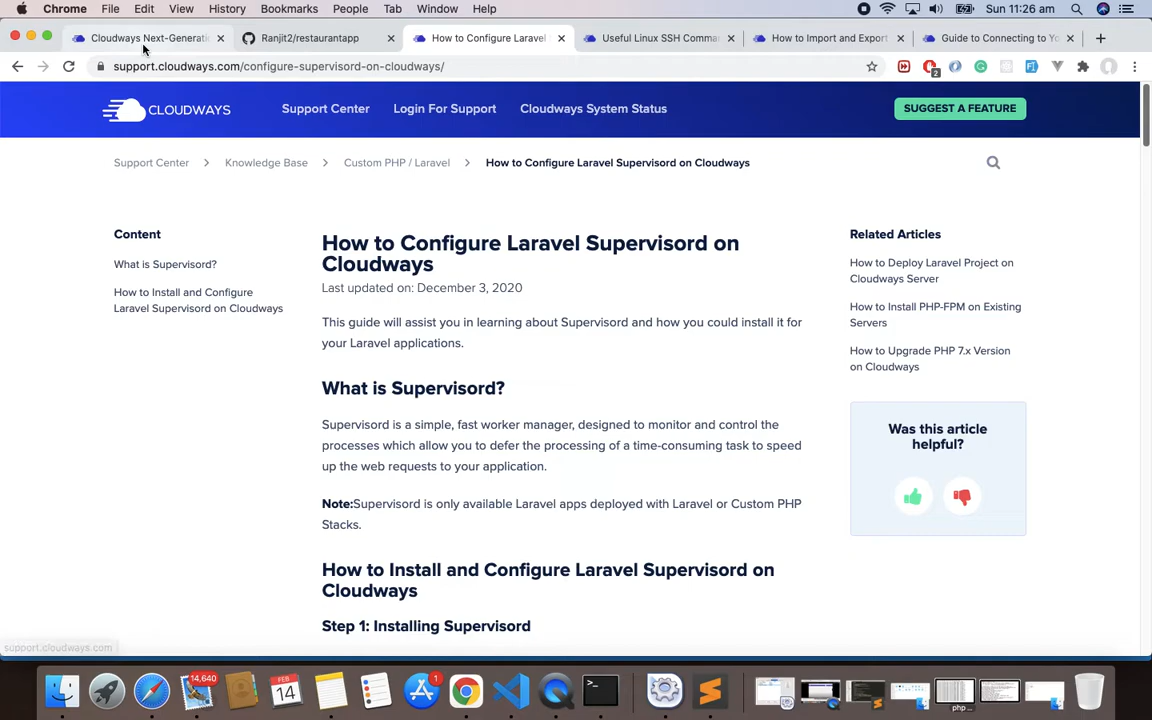 Chrome File Edit View History Bookmarks People Tab Window Help Sun 11:26 am
Cloudways Next-Generati
Ranjit2/restaurantapp
How to Configure Laravel
Useful Linux SSH Comma
How to Import and Export
Guide to Connecting to Yo
support.cloudways.com/configure-supervisord-on-cloudways/
2
CLOUDWAYS
Support Center Login For Support Cloudways System Status
SUGGEST A FEATURE
Support Center > Knowledge Base > Custom PHP / Laravel > How to Configure Laravel Supervisord on Cloudways
Content
What is Supervisord?
How to Install and Configure
Laravel Supervisord on Cloudways
How to Configure Laravel Supervisord on
Cloudways
Last updated on: December 3, 2020
This guide will assist you in learning about Supervisord and how you could install it for
your Laravel applications.
What is Supervisord?
Supervisord is a simple, fast worker manager, designed to monitor and control the
processes which allow you to defer the processing of a time-consuming task to speed
up the web requests to your application.
Note:Supervisord is only available Laravel apps deployed with Laravel or Custom PHP
Stacks.
How to Install and Configure Laravel Supervisord on
Cloudways
Step 1: Installing Supervisord
Related Articles
How to Deploy Laravel Project on
Cloudways Server
How to Install PHP-FPM on Existing
Servers
How to Upgrade PHP 7.x Version
on Cloudways
Was this article
helpful?
support.cloudways.com
14,640
FEB
14
1
php